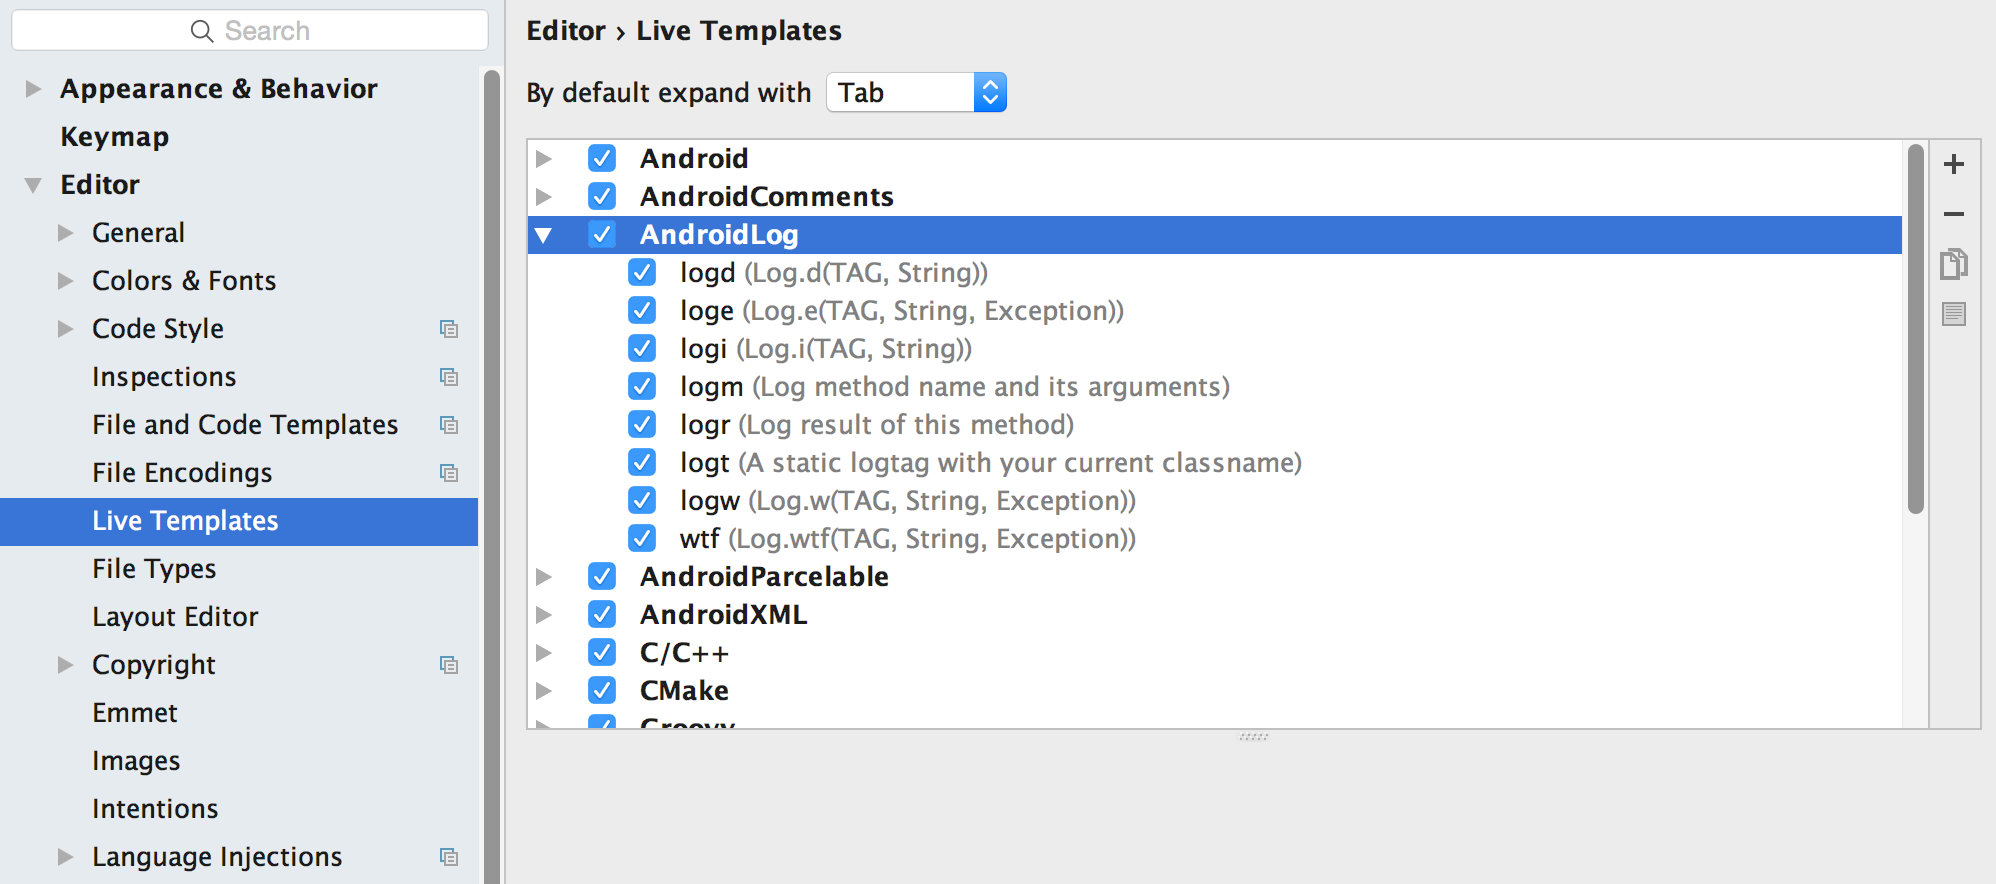 Search
Appearance & Behavior
Keymap
Editor
General
Colors & Fonts
Code Style
Inspections
File and Code Templates
File Encodings
Live Templates
File Types
Layout Editor
Copyright
Emmet
Images
Intentions
Language Injections
Editor › Live Templates
By default expand with Tab
Android
AndroidComments
AndroidLog
logd (Log.d(TAG, String))
loge (Log.e(TAG, String, Exception))
logi (Log.i(TAG, String))
logm (Log method name and its arguments)
logr (Log result of this method)
logt (A static logtag with your current classname)
logw (Log.w(TAG, String, Exception))
wtf (Log.wtf(TAG, String, Exception))
AndroidParcelable
AndroidXML
C/C++
CMake
Groovy